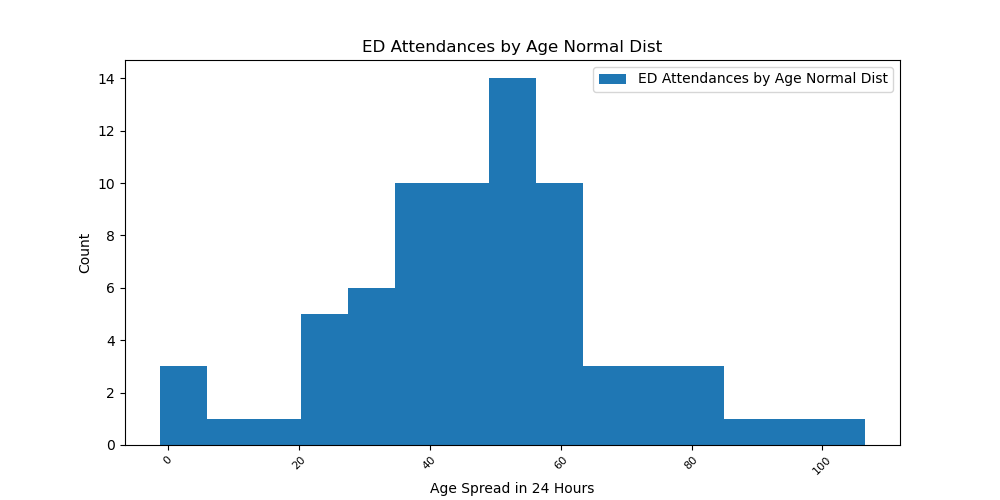 ED Attendances by Age Normal Dist
ED Attendances by Age Normal Dist
14
12
10
8
6
4
2
0
Count
0 20 40 60 80 100
Age Spread in 24 Hours